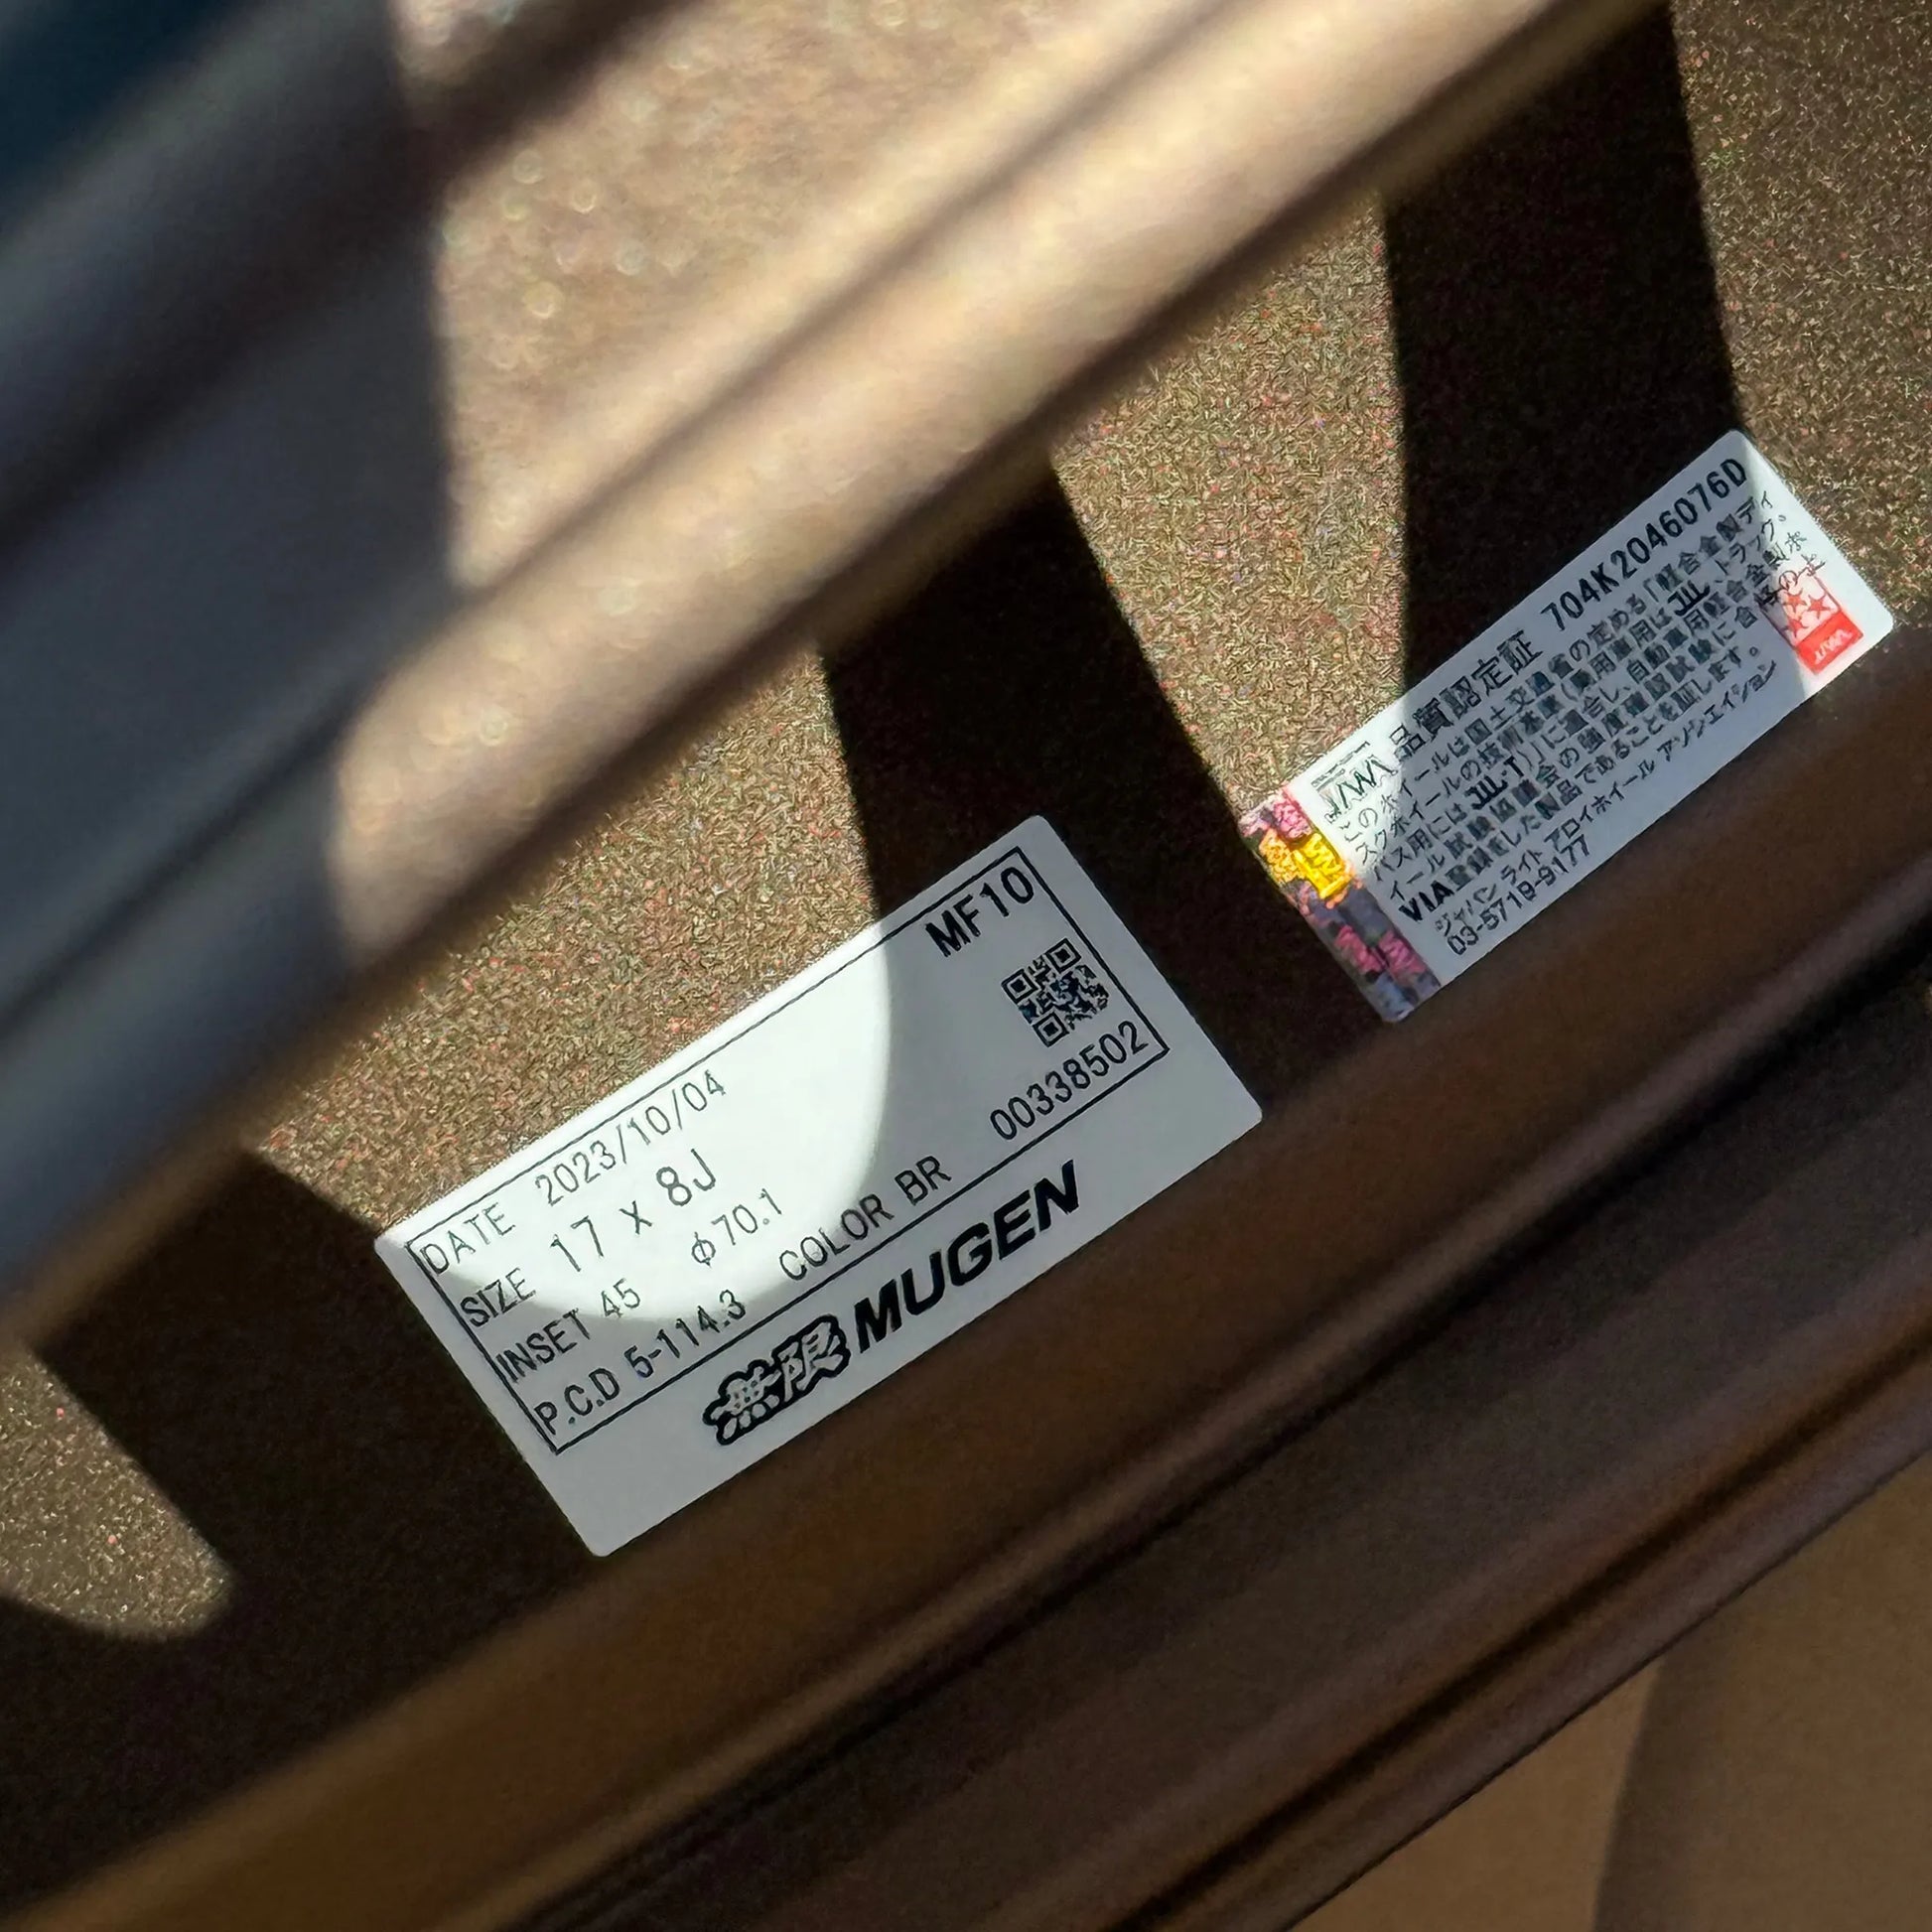 DATE 2023/10/04 MF10
SIZE 17 x 8J
INSET 45 φ70.1
P.C.D 5-114.3 COLOR BR 00338502
無限 MUGEN
品質認定証 704K2046076D
このホイールは国土交通省の定める「軽合金製ディ
スクホイールの技術基準(乗用車用はJWL、トラック、
バス用にはJWL-T)」に適合し、自動車用軽合金製ホ
イール試験協議会の強度確認試験に合格の上
VIA登録をした製品であることを証します。
ジャパン ライト アロイホイール アソシエイション
03-5719-9177